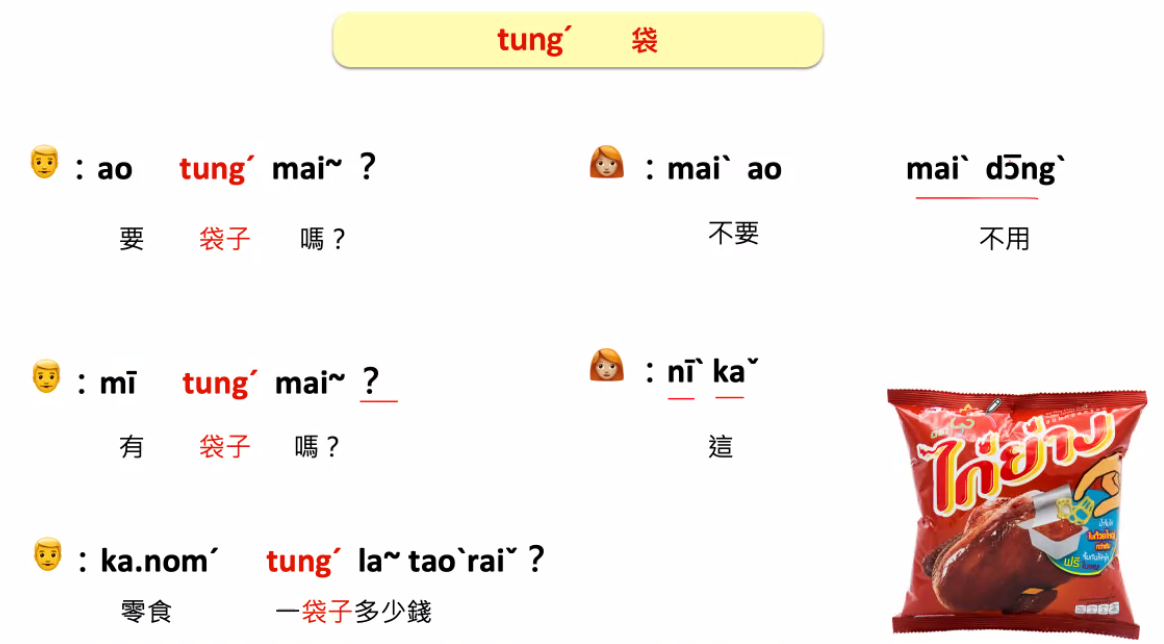 tungˊ 袋
: ao tungˊ mai~ ?
要 袋子 嗎？
: maiˋ ao maiˋ dɔ̄ngˋ
不要 不用
: mī tungˊ mai~ ?
有 袋子 嗎？
: nīˋ kaˇ
這
: ka.nomˊ tungˊ la~ taoˋraiˇ ?
零食 一袋子多少錢
ไก่ย่าง
ฟรี